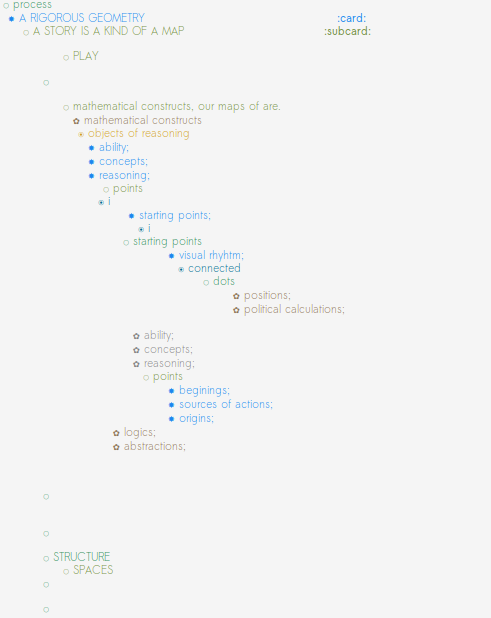 process
A RIGOROUS GEOMETRY :card:
A STORY IS A KIND OF A MAP :subcard:
PLAY
mathematical constructs, our maps of are.
mathematical constructs
objects of reasoning
ability;
concepts;
reasoning;
points
i
starting points;
i
starting points
visual rhyhtm;
connected
dots
positions;
political calculations;
ability;
concepts;
reasoning;
points
beginings;
sources of actions;
origins;
logics;
abstractions;
STRUCTURE
SPACES